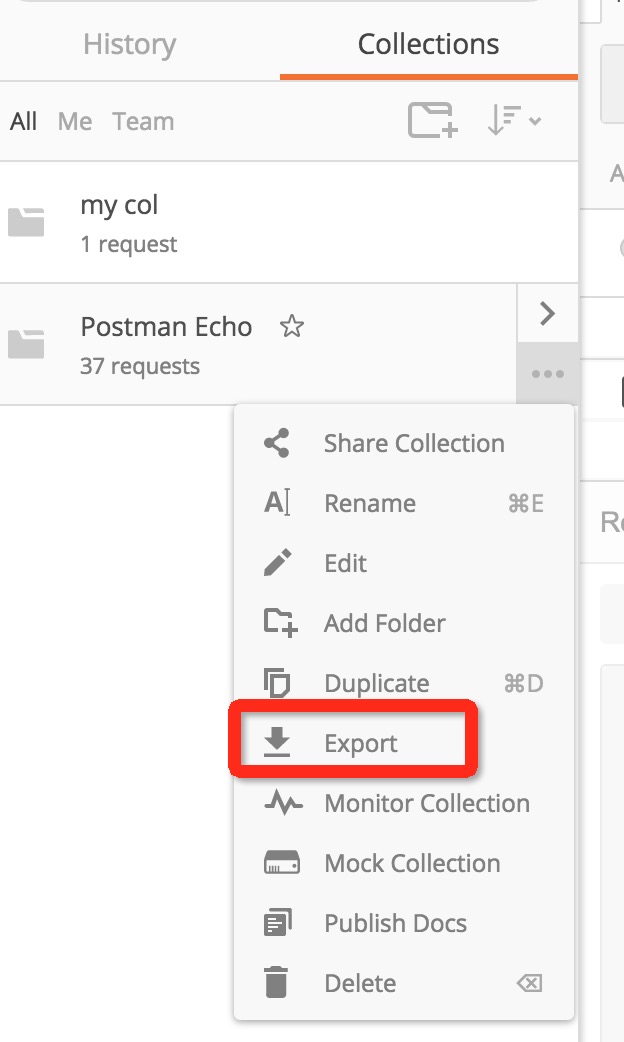 History Collections
All Me Team
my col
1 request
Postman Echo
37 requests
Share Collection
Rename ⌘E
Edit
Add Folder
Duplicate ⌘D
Export
Monitor Collection
Mock Collection
Publish Docs
Delete